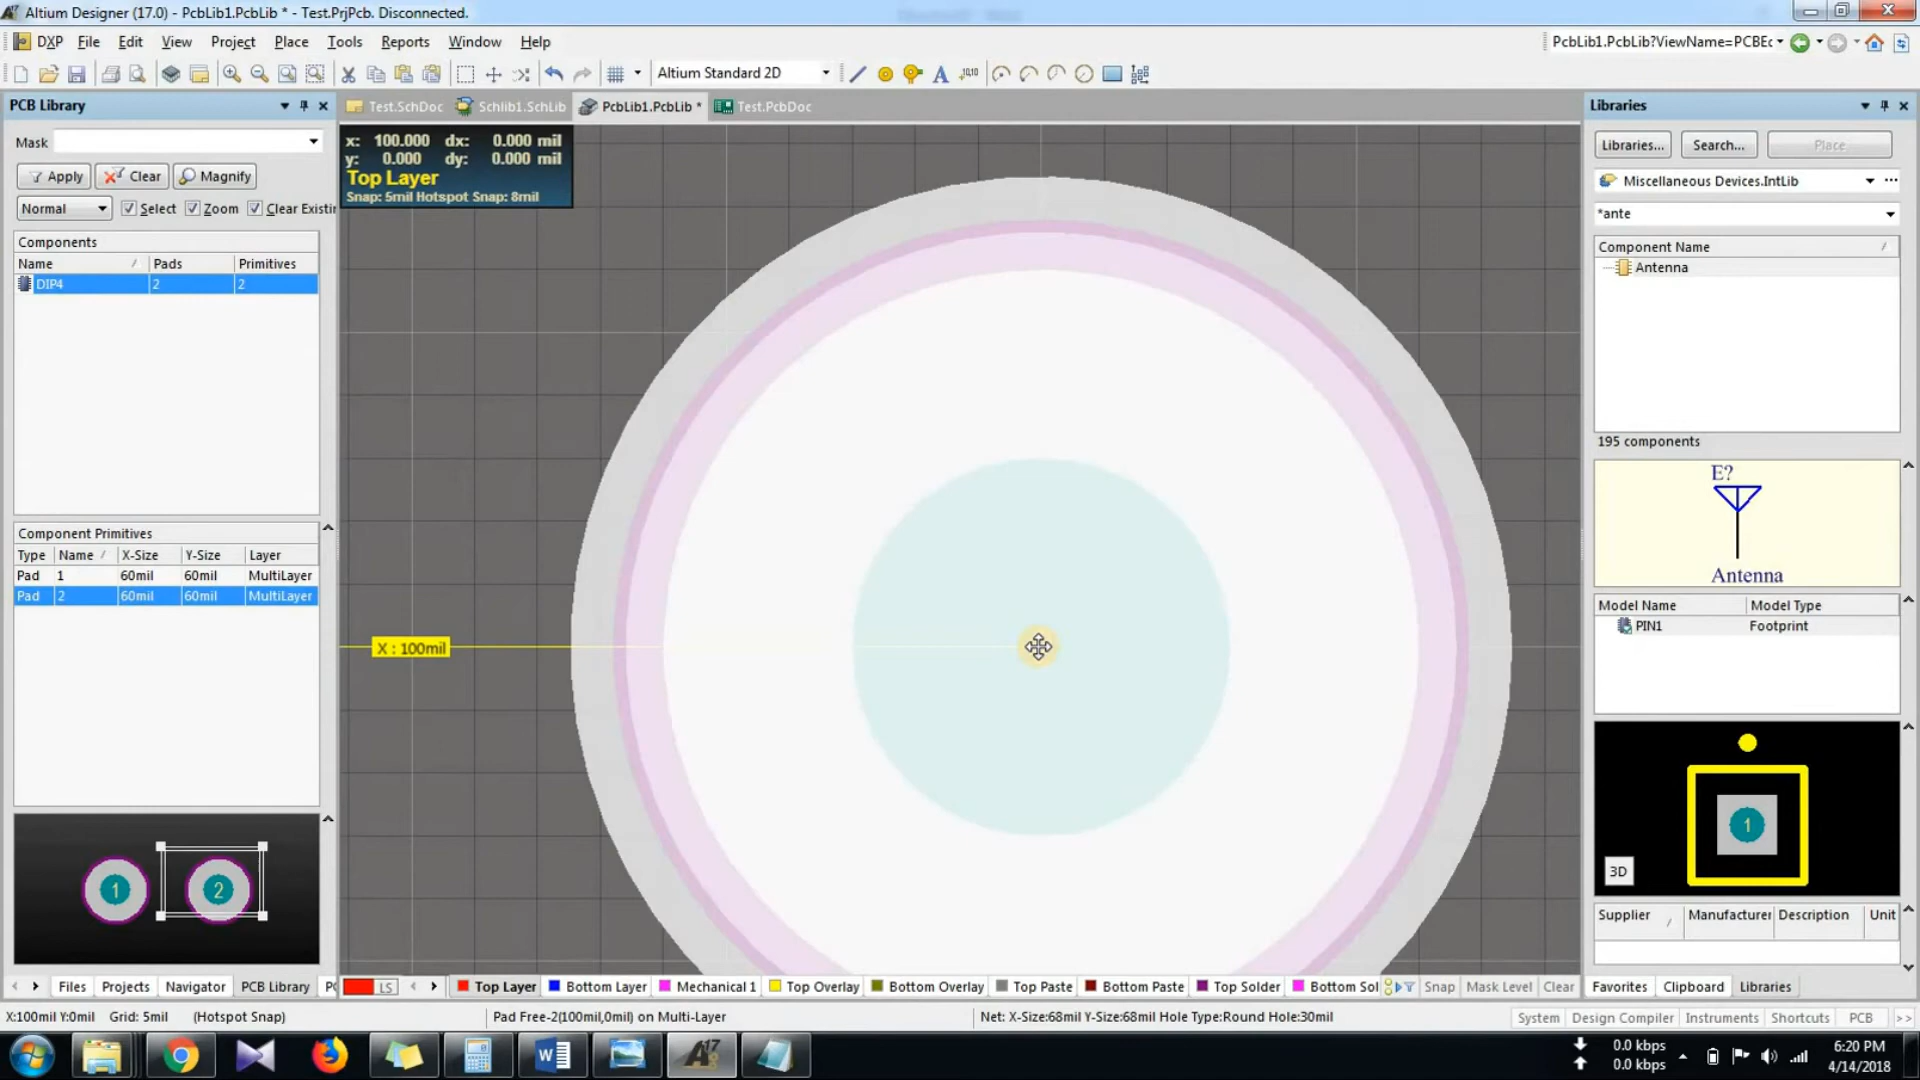 Altium Designer (17.0) - PcbLib1.PcbLib * - Test.PrjPcb. Disconnected.
DXP File Edit View Project Place Tools Reports Window Help
PcbLib1.PcbLib?ViewName=PCBEc
Altium Standard 2D
PCB Library
Test.SchDoc Schlib1.SchLib PcbLib1.PcbLib * Test.PcbDoc
Libraries
Mask
Apply Clear Magnify
Normal Select Zoom Clear Existin
Components
Name Pads Primitives
DIP4 2 2
Component Primitives
Type Name X-Size Y-Size Layer
Pad 1 60mil 60mil MultiLayer
Pad 2 60mil 60mil MultiLayer
1 2
Files Projects Navigator PCB Library PC
x: 100.000 dx: 0.000 mil
y: 0.000 dy: 0.000 mil
Top Layer
Snap: 5mil Hotspot Snap: 8mil
X : 100mil
LS Top Layer Bottom Layer Mechanical 1 Top Overlay Bottom Overlay Top Paste Bottom Paste Top Solder Bottom Sol Snap Mask Level Clear
Libraries... Search... Place
Miscellaneous Devices.IntLib ...
*ante
Component Name
Antenna
195 components
E?
Antenna
Model Name Model Type
PIN1 Footprint
1
3D
Supplier Manufacturer Description Unit
Favorites Clipboard Libraries
X:100mil Y:0mil Grid: 5mil (Hotspot Snap)
Pad Free-2(100mil,0mil) on Multi-Layer
Net: X-Size:68mil Y-Size:68mil Hole Type:Round Hole:30mil
System Design Compiler Instruments Shortcuts PCB >>
17
W
0.0 kbps
0.0 kbps
6:20 PM
4/14/2018